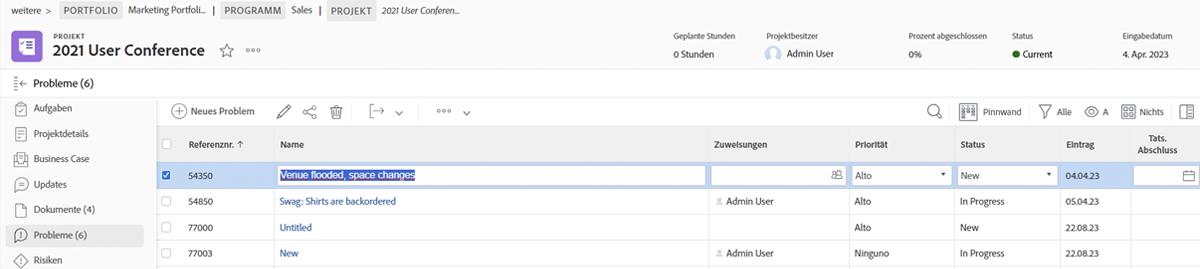 weitere > PORTFOLIO Marketing Portfoli... | PROGRAMM Sales | PROJEKT 2021 User Conferen...
PROJEKT
2021 User Conference
Geplante Stunden Projektbesitzer Prozent abgeschlossen Status Eingabedatum
0 Stunden Admin User 0% Current 4. Apr. 2023
Probleme (6)
Aufgaben
Projektdetails
Business Case
Updates
Dokumente (4)
Probleme (6)
Risiken
Neues Problem Pinnwand Alle A Nichts
Referenznr. ↑ Name Zuweisungen Priorität Status Eintrag Tats. Abschluss
54350 Venue flooded, space changes Alto New 04.04.23
54850 Swag: Shirts are backordered Admin User Alto In Progress 05.04.23
77000 Untitled Alto New 22.08.23
77003 New Admin User Ninguno In Progress 22.08.23